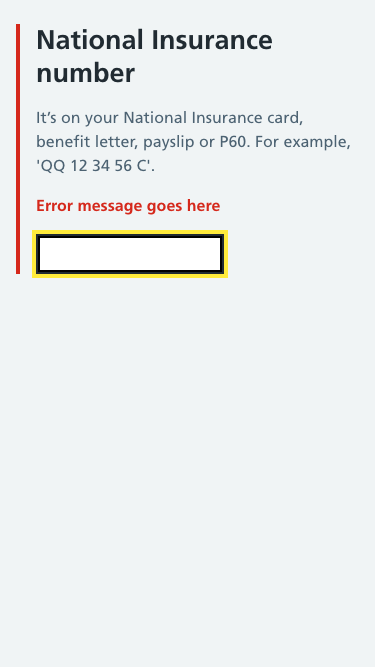 National Insurance
number
It’s on your National Insurance card,
benefit letter, payslip or P60. For example,
'QQ 12 34 56 C'.
Error message goes here